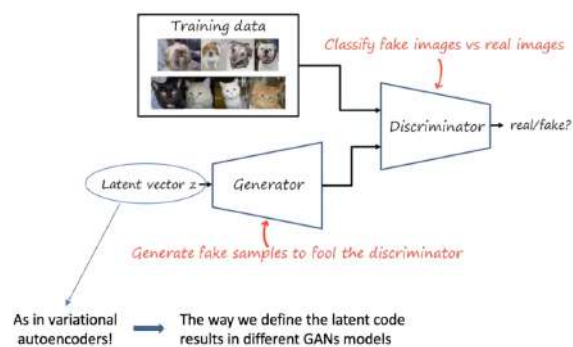 Training data
Classify fake images vs real images
Discriminator
real/fake?
Latent vector z
Generator
Generate fake samples to fool the discriminator
As in variational
autoencoders!
The way we define the latent code
results in different GANs models